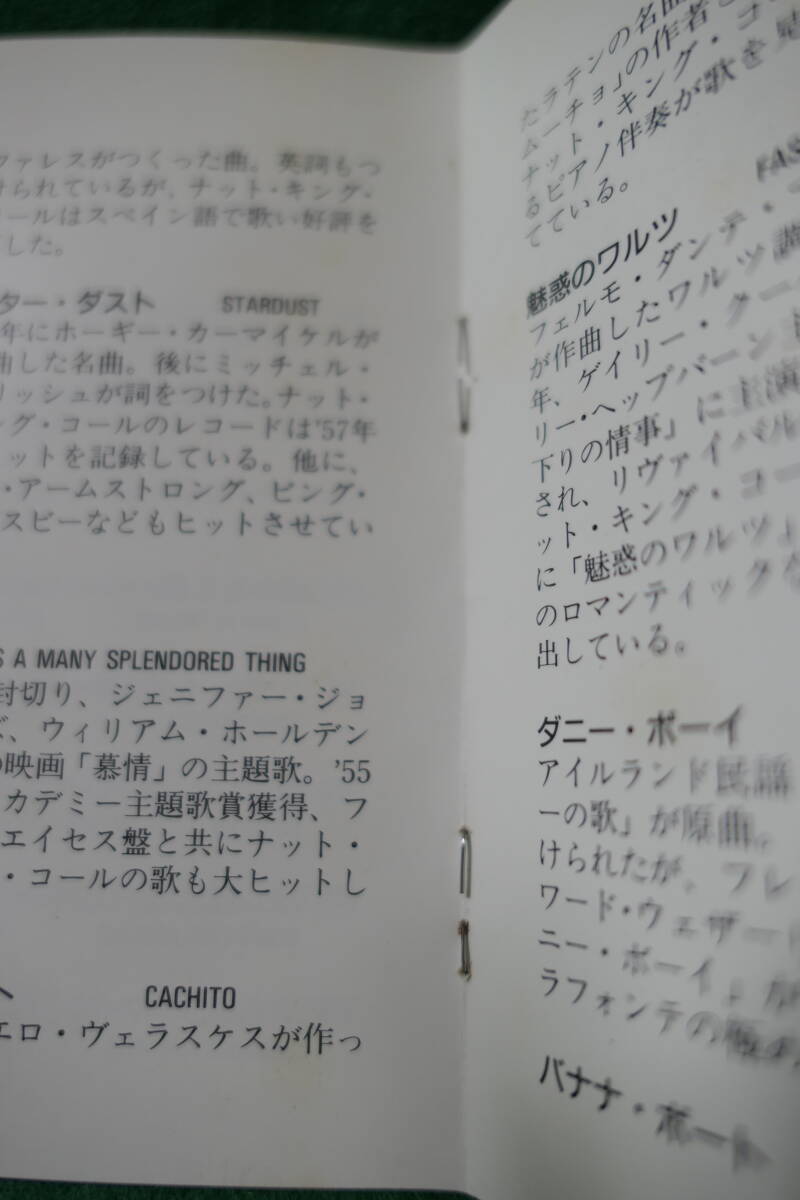 ファレスがつくった曲。英詞もつ
けられているが、ナット・キング・
コールはスペイン語で歌い好評を
した。
ター・ダスト STARDUST
年にホーギー・カーマイケルが
曲した名曲。後にミッチェル・
リッシュが詞をつけた。ナット・
ング・コールのレコードは'57年
ットを記録している。他に、
・アームストロング、ビング・
スビーなどもヒットさせてい
S A MANY SPLENDORED THING
封切り、ジェニファー・ジョ
ズ、ウィリアム・ホールデン
の映画「慕情」の主題歌。'55
カデミー主題歌賞獲得、フ
エイセス盤と共にナット・
・コールの歌も大ヒットし
CACHITO
エロ・ヴェラスケスが作っ
ラテンの名曲
たラテンの名曲
ムーチョ」の作者
ナット・キング・コー
るピアノ伴奏が歌を見
てている。
魅惑のワルツ FAS
フェルモ・ダンテ・マ
が作曲したワルツ調
年、ゲイリー・クー
リー・ヘップバーン主
下りの情事」に主演
され、リヴァイバル
ット・キング・コー
に「魅惑のワルツ」
のロマンティックな
出している。
ダニー・ボーイ
アイルランド民謡
ーの歌」が原曲。
けられたが、フレ
ワード・ウェザー
ニー・ボーイ」が
ラフォンテの
バナナ・ボート